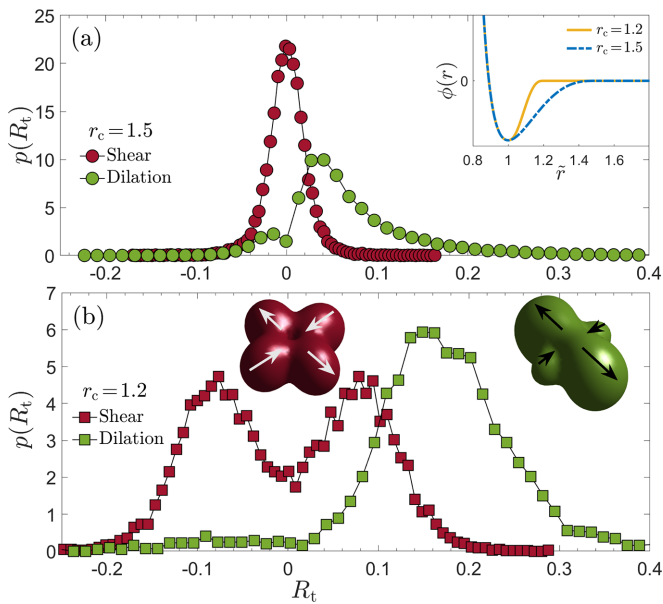 (a)
25
20
15
10
5
0
p(R_t)
r_c = 1.5
Shear
Dilation
-0.2 -0.1 0 0.1 0.2 0.3 0.4
r_c = 1.2
r_c = 1.5
ϕ(r)
0
0.8 1 1.2 1.4 1.6
r̃
(b)
7
6
5
4
3
2
1
0
p(R_t)
r_c = 1.2
Shear
Dilation
-0.2 -0.1 0 0.1 0.2 0.3 0.4
R_t